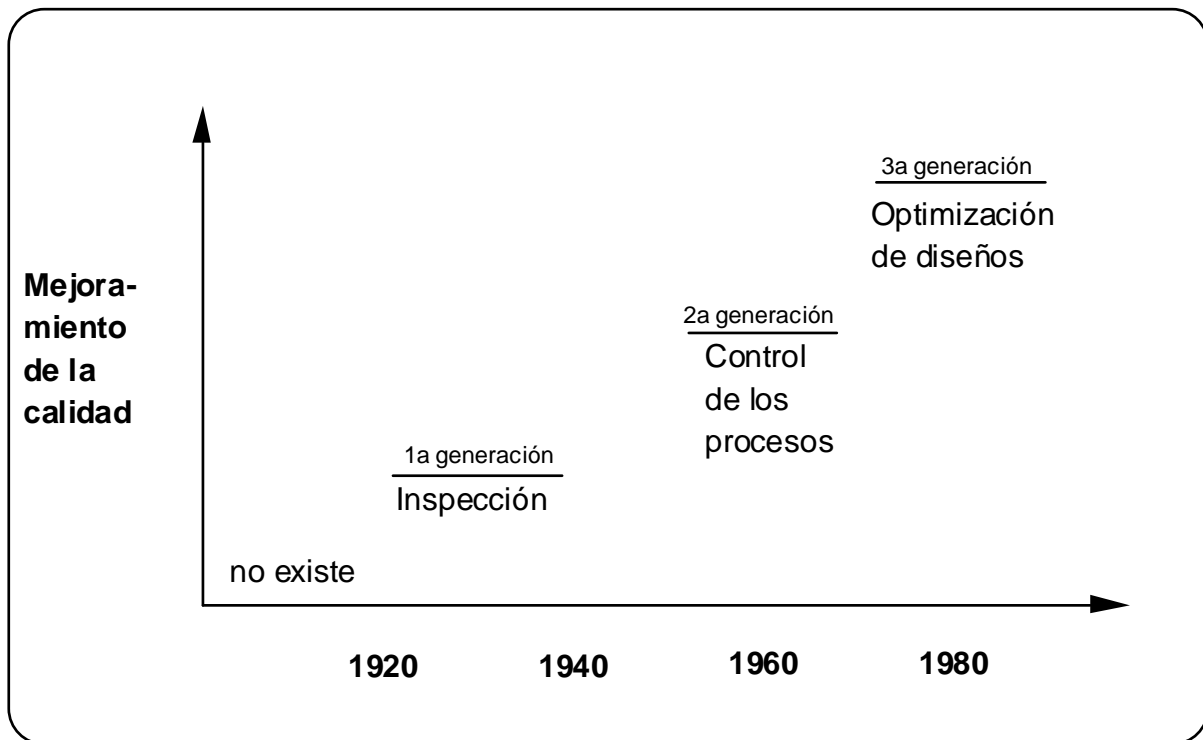 3a generación
Optimización
de diseños
Mejora-
miento
de la
calidad
2a generación
Control
de los
procesos
1a generación
Inspección
no existe
1920 1940 1960 1980